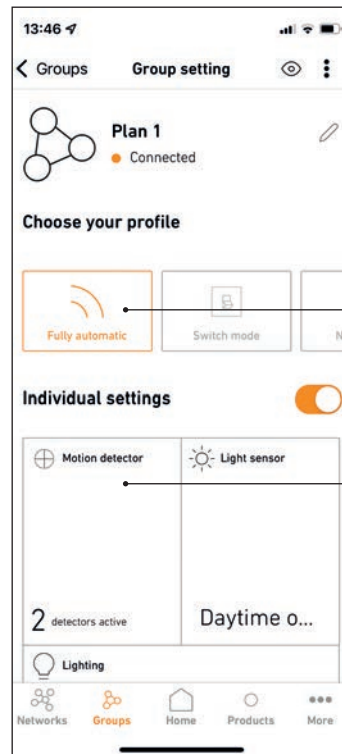 13:46
Groups
Group setting
Plan 1
Connected
Choose your profile
Fully automatic
Switch mode
N
Individual settings
Motion detector
Light sensor
2 detectors active
Daytime o...
Lighting
Networks
Groups
Home
Products
More